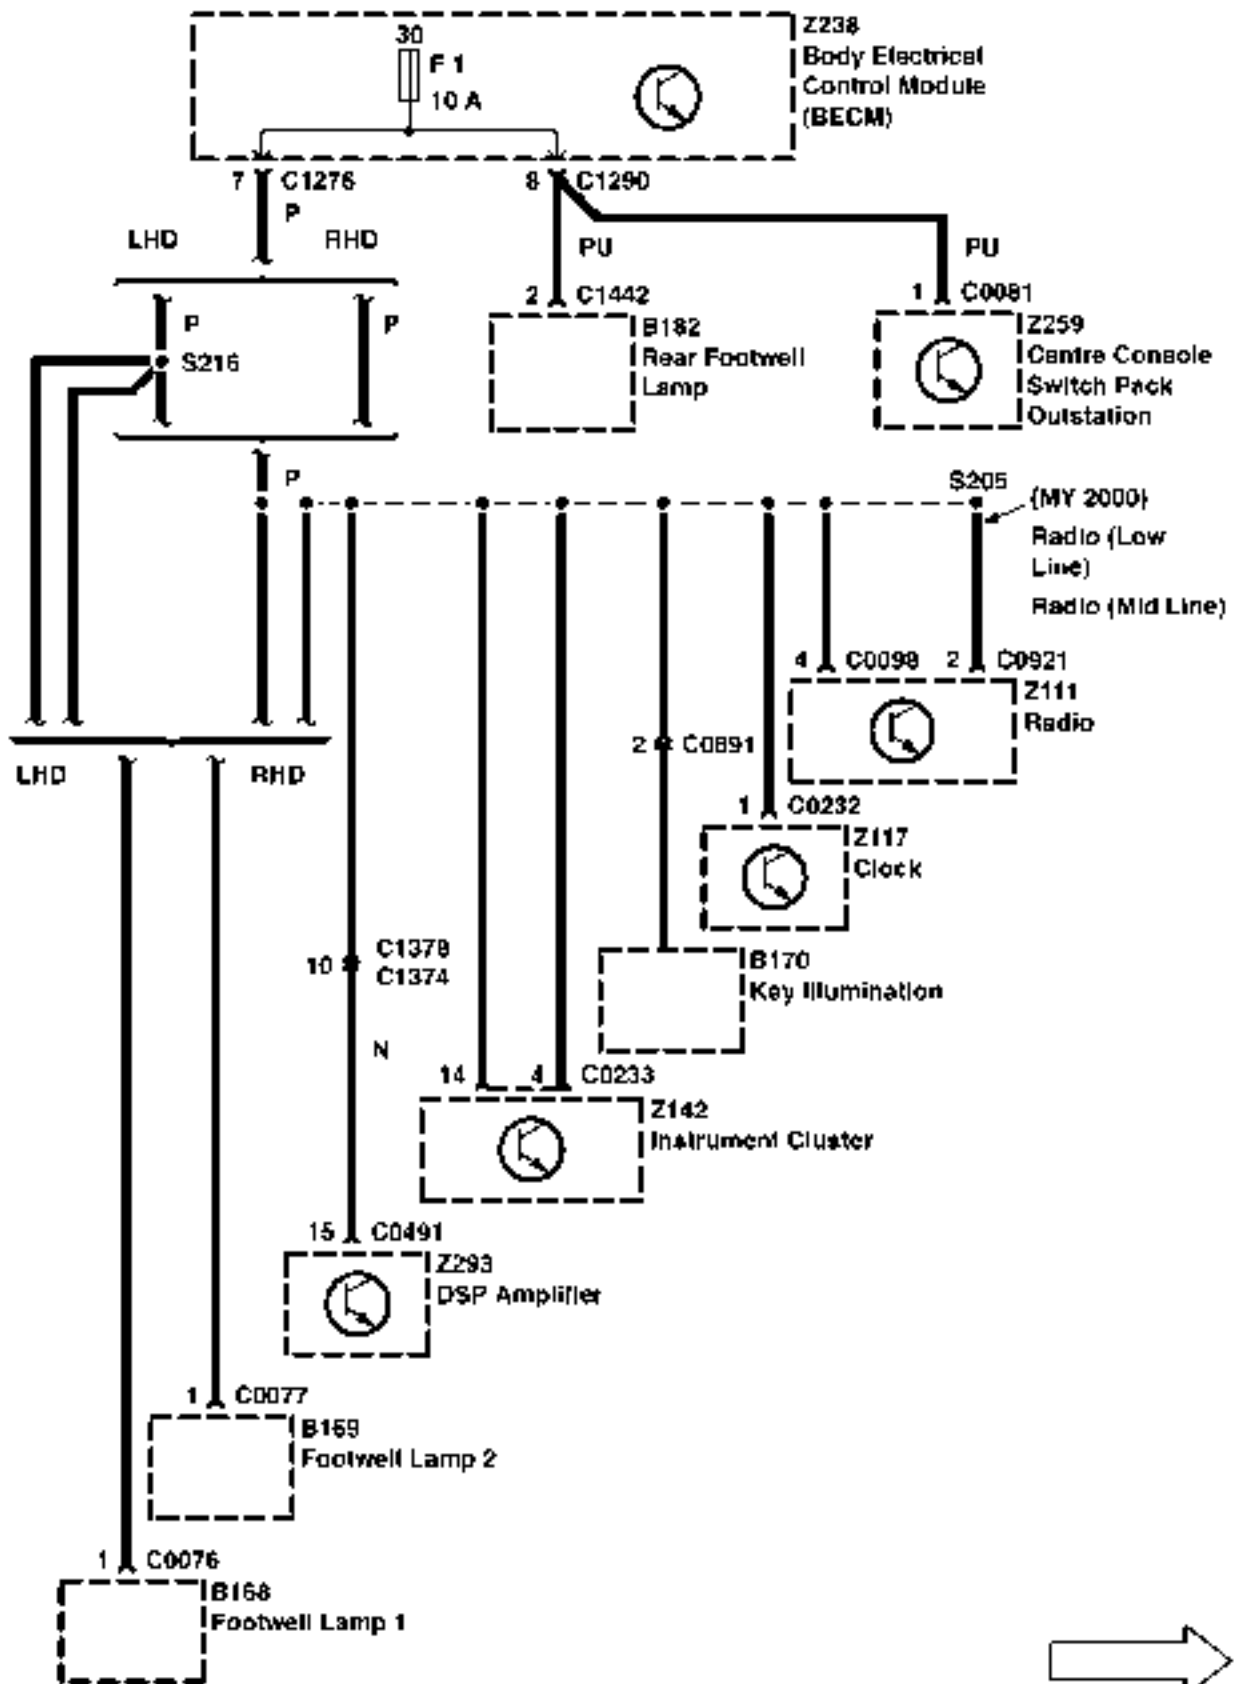 30
F 1
10 A
Z238
Body Electrical
Control Module
(BECM)
7
C1276
8
C1290
P
LHD
RHD
PU
PU
2
C1442
1
C0081
P
P
S216
B182
Rear Footwell
Lamp
Z259
Centre Console
Switch Pack
Outstation
P
S205
(MY 2000)
Radio (Low
Line)
Radio (Mid Line)
4
C0098
2
C0921
Z111
Radio
2
C0891
LHD
RHD
1
C0232
Z117
Clock
10
C1378
C1374
B170
Key Illumination
N
14
4
C0233
Z142
Instrument Cluster
15
C0491
Z293
DSP Amplifier
1
C0077
B169
Footwell Lamp 2
1
C0076
B168
Footwell Lamp 1